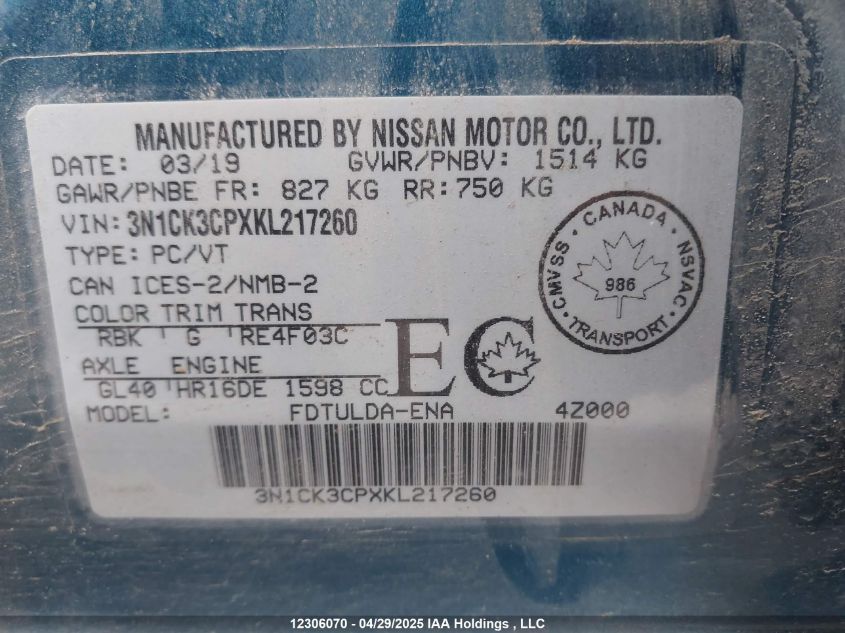 MANUFACTURED BY NISSAN MOTOR CO., LTD.
DATE: 03/19 GVWR/PNBV: 1514 KG
GAWR/PNBE FR: 827 KG RR: 750 KG
VIN: 3N1CK3CPXKL217260
TYPE: PC/VT
CAN ICES-2/NMB-2
COLOR TRIM TRANS
RBK G RE4F03C
AXLE ENGINE
GL40 HR16DE 1598 CC
EC
MODEL: FDTULDA-ENA 4Z000
3N1CK3CPXKL217260
CMVSS · CANADA · NSVAC · TRANSPORT ·
986
12306070 - 04/29/2025 IAA Holdings , LLC